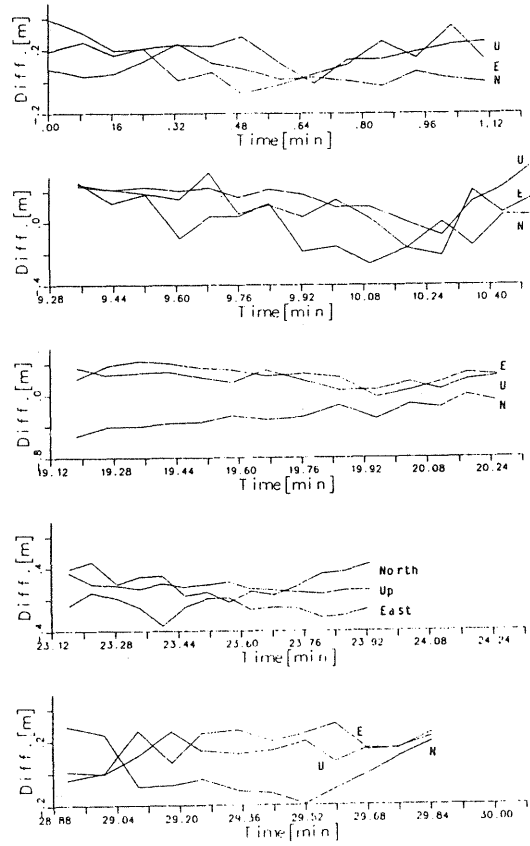 Diff.[m]
.2
-.2
U
E
N
.00 .16 .32 .48 .64 .80 .96 1.12
Time[min]
Diff.[m]
.0
-.4
U
E
N
9.28 9.44 9.60 9.76 9.92 10.08 10.24 10.40
Time[min]
Diff.[m]
.0
.8
E
U
N
19.12 19.28 19.44 19.60 19.76 19.92 20.08 20.24
Time[min]
Diff.[m]
.4
.4
North
Up
East
23.12 23.28 23.44 23.60 23.76 23.92 24.08 24.24
Time[min]
Diff.[m]
.2
.2
E
U
N
28.88 29.04 29.20 29.36 29.52 29.68 29.84 30.00
Time[min]